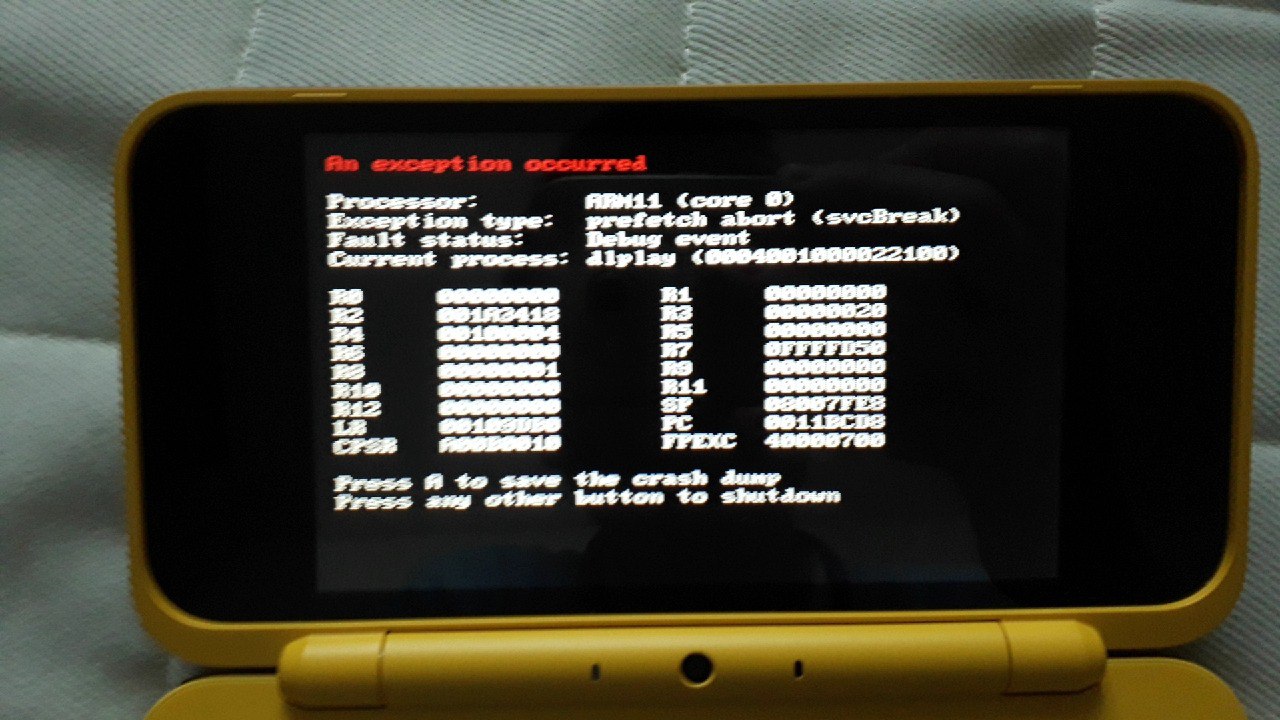 An exception occurred
Processor: ARM11 (core 0)
Exception type: prefetch abort (svcBreak)
Fault status: Debug event
Current process: dlplay (0004001000022100)
R0 00000000 R1 00000000
R2 001A3418 R3 00000020
R4 00100004 R5 00000000
R6 00000000 R7 0FFFFD50
R8 00000001 R9 00000000
R10 00000000 R11 00000000
R12 00000000 SP 08007FE8
LR 00103DB0 PC 0011BCD8
CPSR A00B0010 FPEXC 40000700
Press A to save the crash dump
Press any other button to shutdown